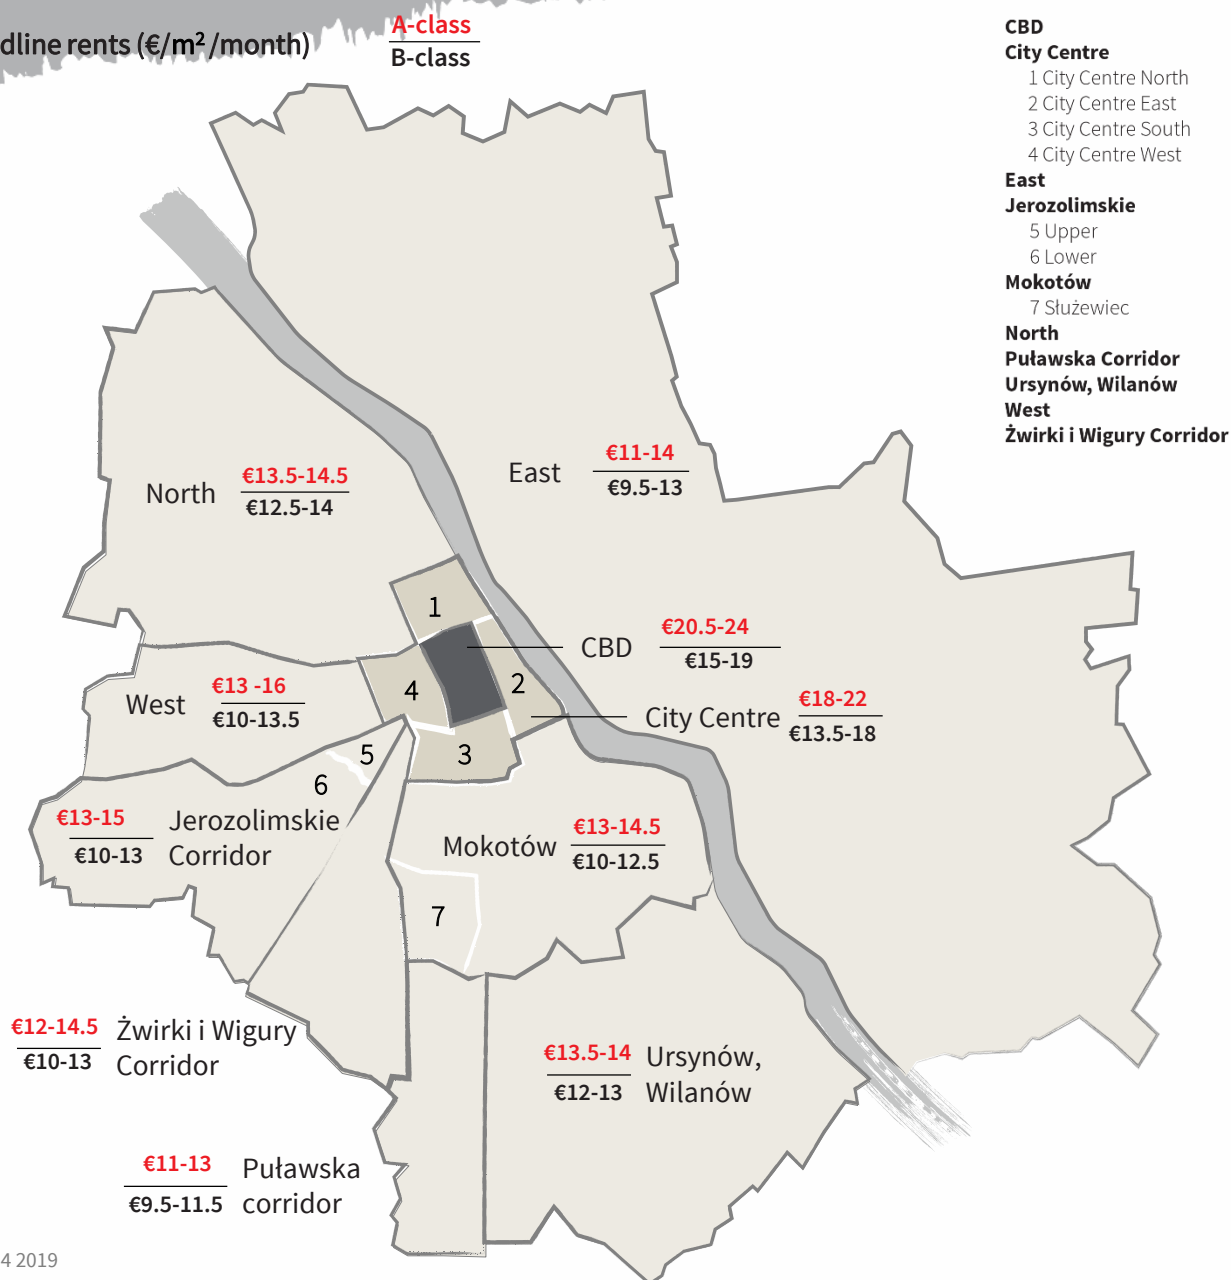 dline rents (€/m² /month)
A-class
B-class
CBD
City Centre
1 City Centre North
2 City Centre East
3 City Centre South
4 City Centre West
East
Jerozolimskie
5 Upper
6 Lower
Mokotów
7 Służewiec
North
Puławska Corridor
Ursynów, Wilanów
West
Żwirki i Wigury Corridor
North
€13.5-14.5
€12.5-14
East
€11-14
€9.5-13
1
CBD
€20.5-24
€15-19
4
2
West
€13 -16
€10-13.5
City Centre
€18-22
€13.5-18
5
3
6
€13-15
€10-13
Jerozolimskie
Corridor
Mokotów
€13-14.5
€10-12.5
7
€12-14.5
€10-13
Żwirki i Wigury
Corridor
€13.5-14
€12-13
Ursynów,
Wilanów
€11-13
€9.5-11.5
Puławska
corridor
4 2019